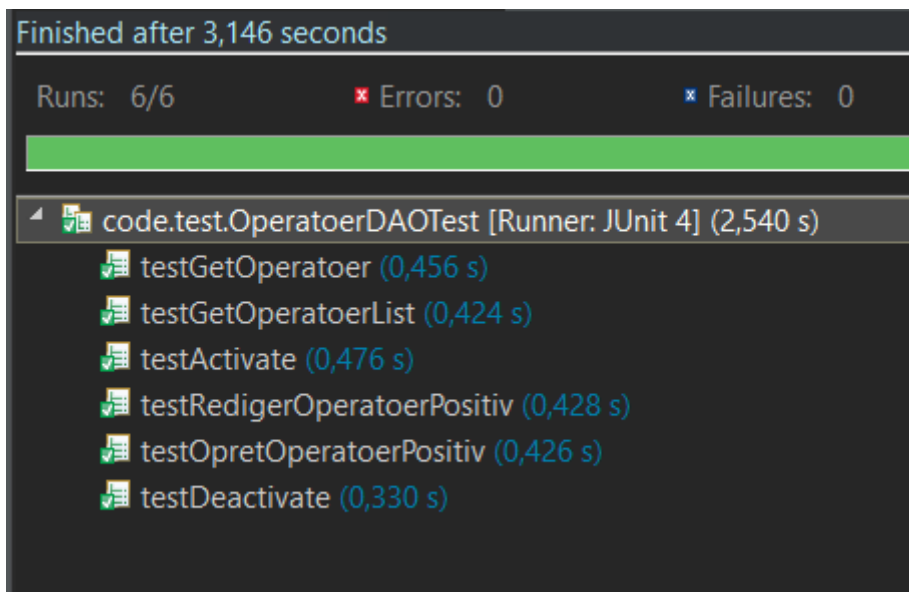 Finished after 3,146 seconds
Runs: 6/6 Errors: 0 Failures: 0
code.test.OperatoerDAOTest [Runner: JUnit 4] (2,540 s)
testGetOperatoer (0,456 s)
testGetOperatoerList (0,424 s)
testActivate (0,476 s)
testRedigerOperatoerPositiv (0,428 s)
testOpretOperatoerPositiv (0,426 s)
testDeactivate (0,330 s)